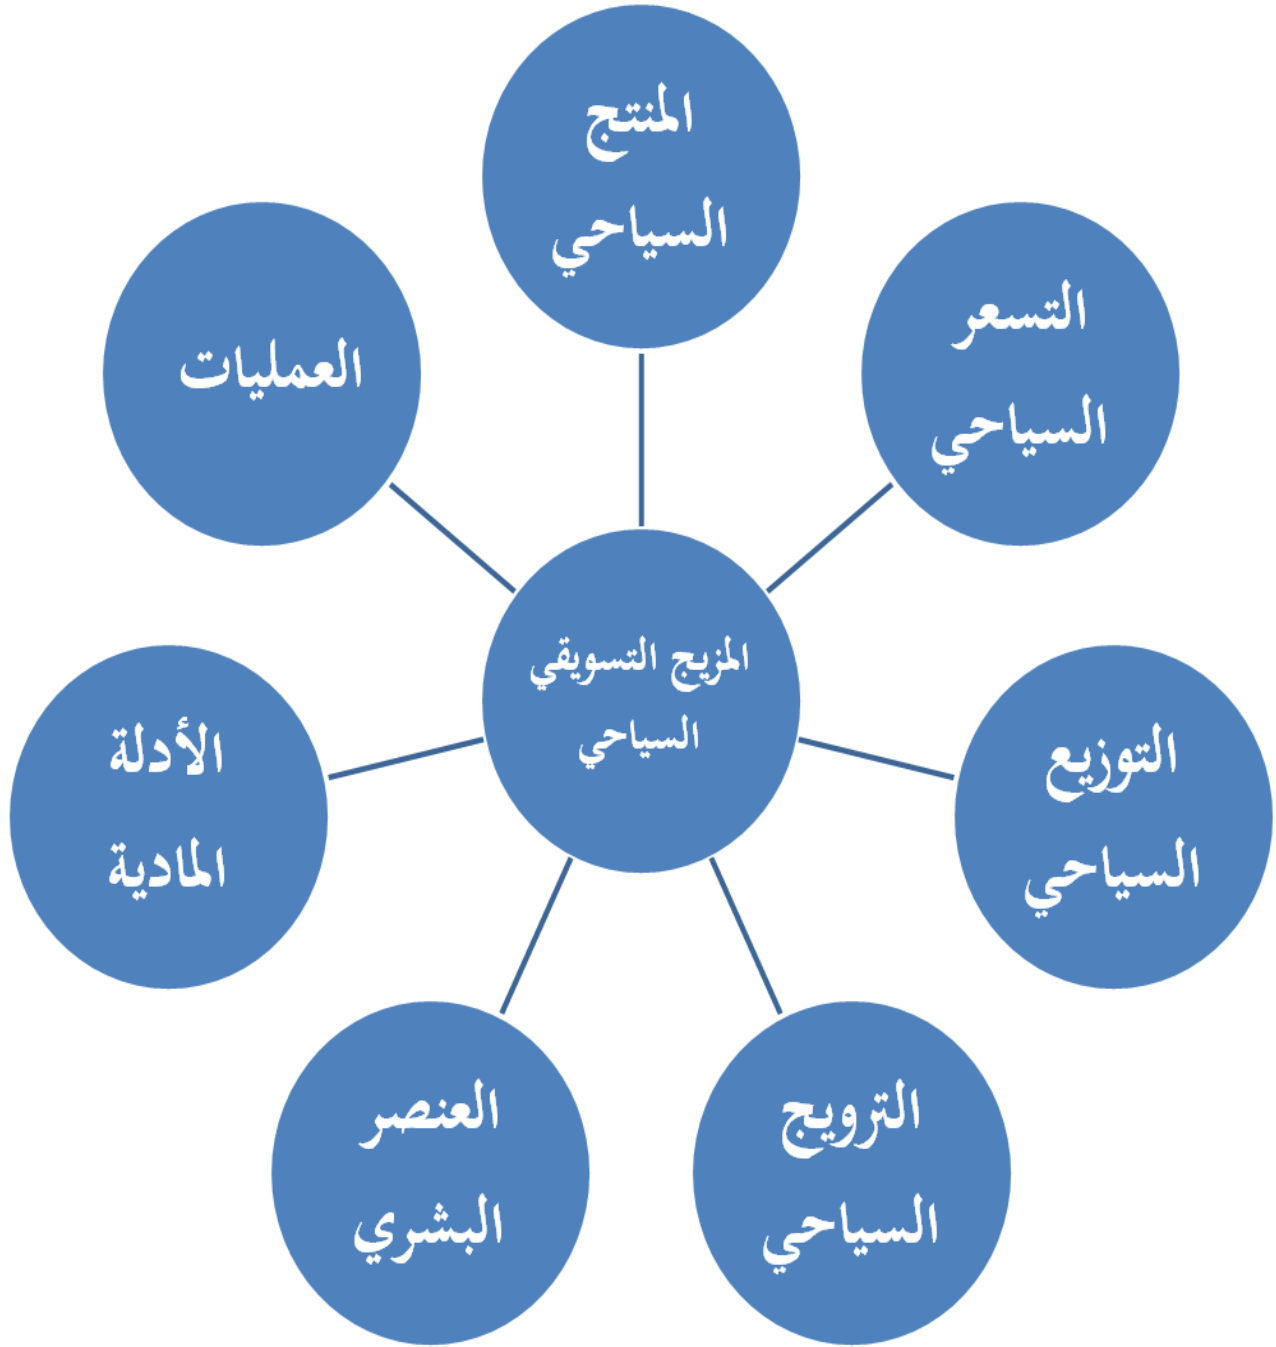 المنتج
السياحي
التسعر
السياحي
التوزيع
السياحي
الترويج
السياحي
العنصر
البشري
الأدلة
المادية
العمليات
المزيج التسويقي
السياحي